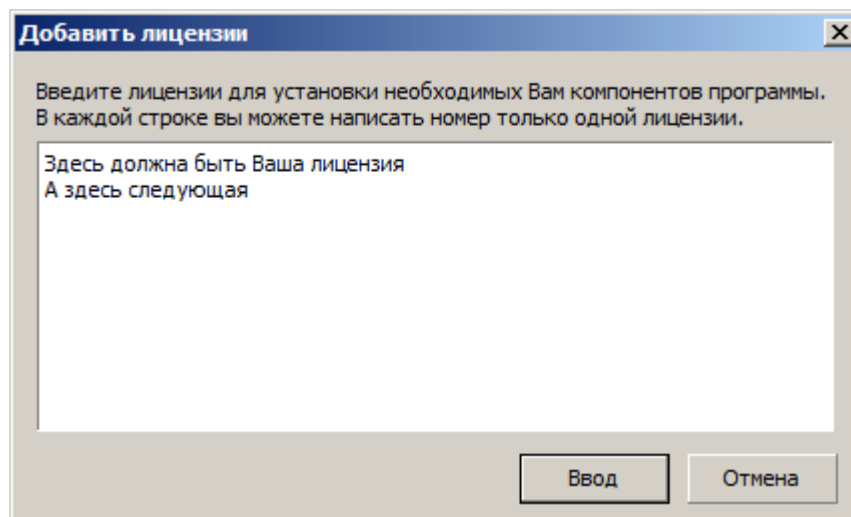 Добавить лицензии
Введите лицензии для установки необходимых Вам компонентов программы.
В каждой строке вы можете написать номер только одной лицензии.
Здесь должна быть Ваша лицензия
А здесь следующая
Ввод
Отмена